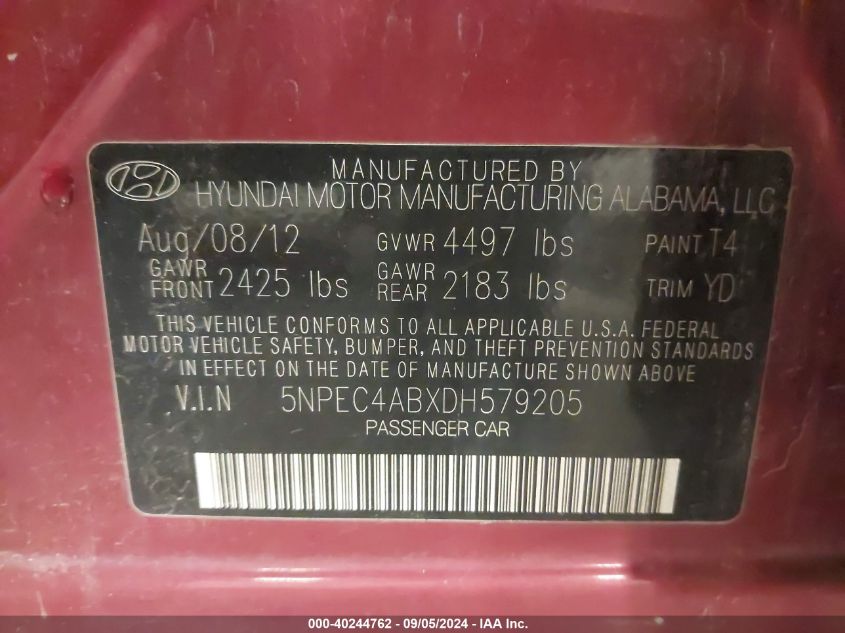 MANUFACTURED BY
HYUNDAI MOTOR MANUFACTURING ALABAMA, LLC
Aug/08/12 GVWR 4497 lbs PAINT T4
GAWR FRONT 2425 lbs GAWR REAR 2183 lbs TRIM YD
THIS VEHICLE CONFORMS TO ALL APPLICABLE U.S.A. FEDERAL
MOTOR VEHICLE SAFETY, BUMPER, AND THEFT PREVENTION STANDARDS
IN EFFECT ON THE DATE OF MANUFACTURE SHOWN ABOVE
V.I.N 5NPEC4ABXDH579205
PASSENGER CAR
000-40244762 - 09/05/2024 - IAA Inc.